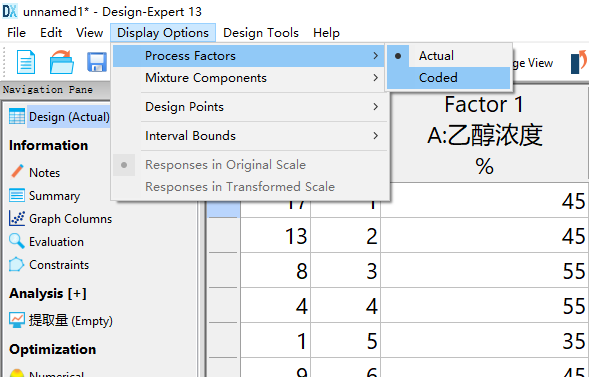 unnamed1* - Design-Expert 13
File Edit View Display Options Design Tools Help
Process Factors
Mixture Components
Design Points
Interval Bounds
Responses in Original Scale
Responses in Transformed Scale
Actual
Coded
ge View
Navigation Pane
Design (Actual)
Information
Notes
Summary
Graph Columns
Evaluation
Constraints
Analysis [+]
提取量 (Empty)
Optimization
Numerical
Factor 1
A:乙醇浓度
%
17 1 45
13 2 45
8 3 55
4 4 55
1 5 35
9 6 45